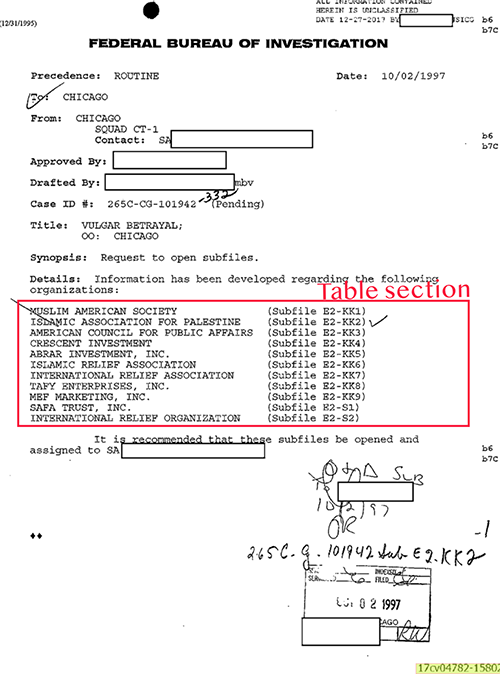 ALL INFORMATION CONTAINED
HEREIN IS UNCLASSIFIED
DATE 12-27-2017 BY SICG b6
b7C
(12/31/1995)
FEDERAL BUREAU OF INVESTIGATION
Precedence: ROUTINE Date: 10/02/1997
To: CHICAGO
From: CHICAGO
SQUAD CT-1
Contact: SA
b6
b7C
Approved By:
Drafted By: mbv
Case ID #: 265C-CG-101942 -332 (Pending)
Title: VULGAR BETRAYAL;
OO: CHICAGO
Synopsis: Request to open subfiles.
Details: Information has been developed regarding the following
organizations:
Table section
MUSLIM AMERICAN SOCIETY (Subfile E2-KK1)
ISLAMIC ASSOCIATION FOR PALESTINE (Subfile E2-KK2)
AMERICAN COUNCIL FOR PUBLIC AFFAIRS (Subfile E2-KK3)
CRESCENT INVESTMENT (Subfile E2-KK4)
ABRAR INVESTMENT, INC. (Subfile E2-KK5)
ISLAMIC RELIEF ASSOCIATION (Subfile E2-KK6)
INTERNATIONAL RELIEF ASSOCIATION (Subfile E2-KK7)
TAFY ENTERPRISES, INC. (Subfile E2-KK8)
MEF MARKETING, INC. (Subfile E2-KK9)
SAFA TRUST, INC. (Subfile E2-S1)
INTERNATIONAL RELIEF ORGANIZATION (Subfile E2-S2)
It is recommended that these subfiles be opened and
assigned to SA
b6
b7C
Sub
10/2/97
OR
-1
265C.g.101942 Sub E2.KK2
INDEXED
FILED
02 1997
17cv04782-15802